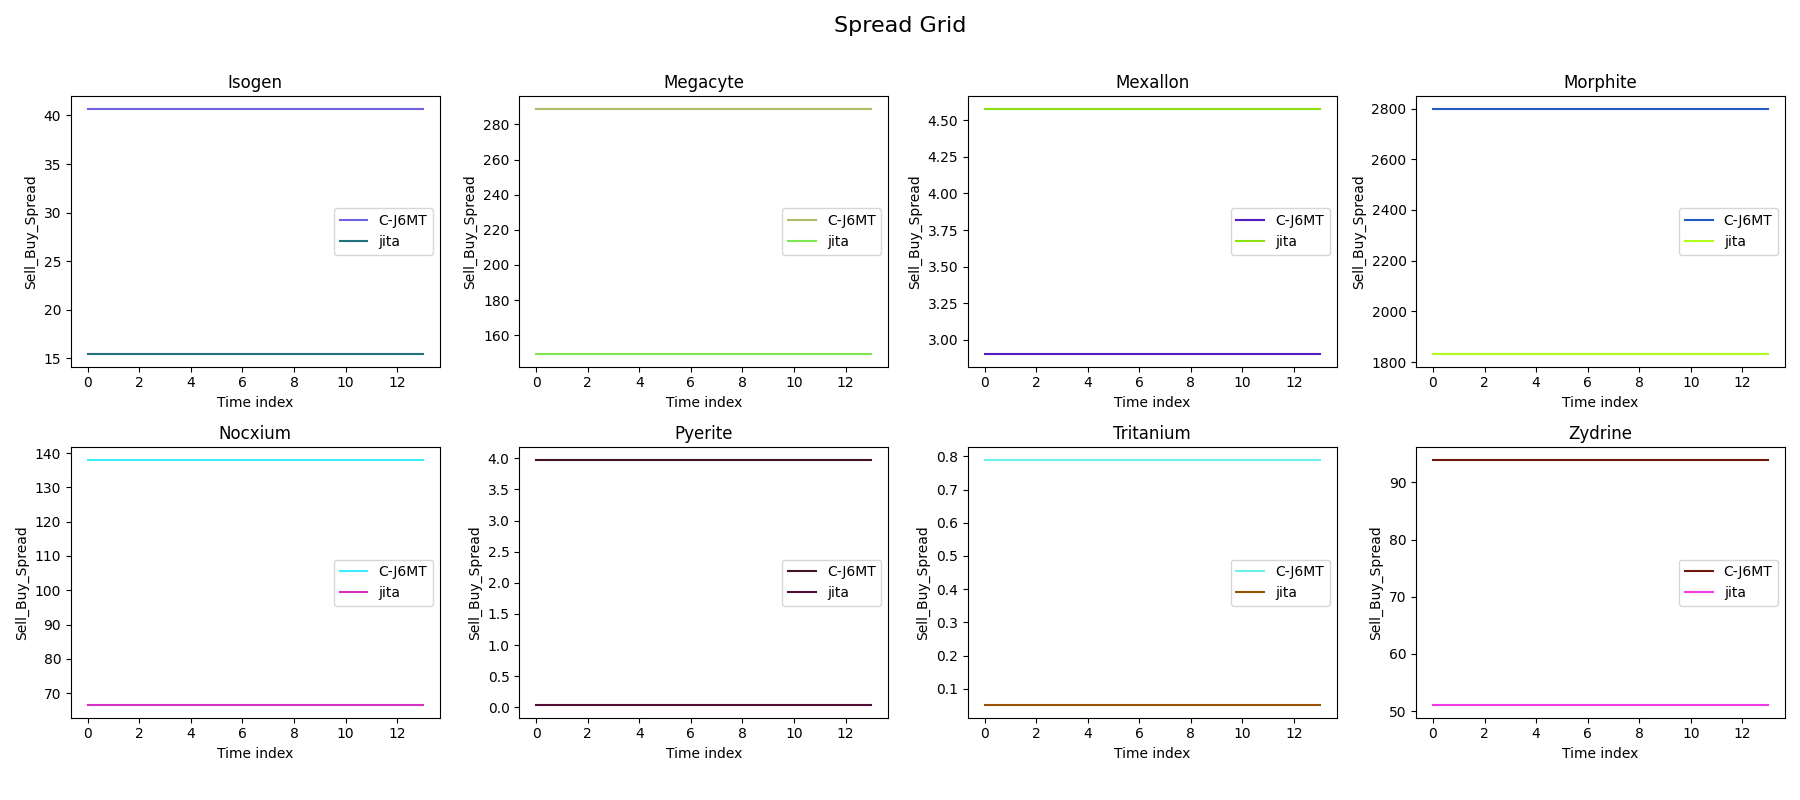 Spread Grid
Isogen
40
35
30
25
20
15
Sell_Buy_Spread
C-J6MT
jita
0 2 4 6 8 10 12
Time index
Megacyte
280
260
240
220
200
180
160
Sell_Buy_Spread
C-J6MT
jita
0 2 4 6 8 10 12
Time index
Mexallon
4.50
4.25
4.00
3.75
3.50
3.25
3.00
Sell_Buy_Spread
C-J6MT
jita
0 2 4 6 8 10 12
Time index
Morphite
2800
2600
2400
2200
2000
1800
Sell_Buy_Spread
C-J6MT
jita
0 2 4 6 8 10 12
Time index
Nocxium
140
130
120
110
100
90
80
70
Sell_Buy_Spread
C-J6MT
jita
0 2 4 6 8 10 12
Time index
Pyerite
4.0
3.5
3.0
2.5
2.0
1.5
1.0
0.5
0.0
Sell_Buy_Spread
C-J6MT
jita
0 2 4 6 8 10 12
Time index
Tritanium
0.8
0.7
0.6
0.5
0.4
0.3
0.2
0.1
Sell_Buy_Spread
C-J6MT
jita
0 2 4 6 8 10 12
Time index
Zydrine
90
80
70
60
50
Sell_Buy_Spread
C-J6MT
jita
0 2 4 6 8 10 12
Time index